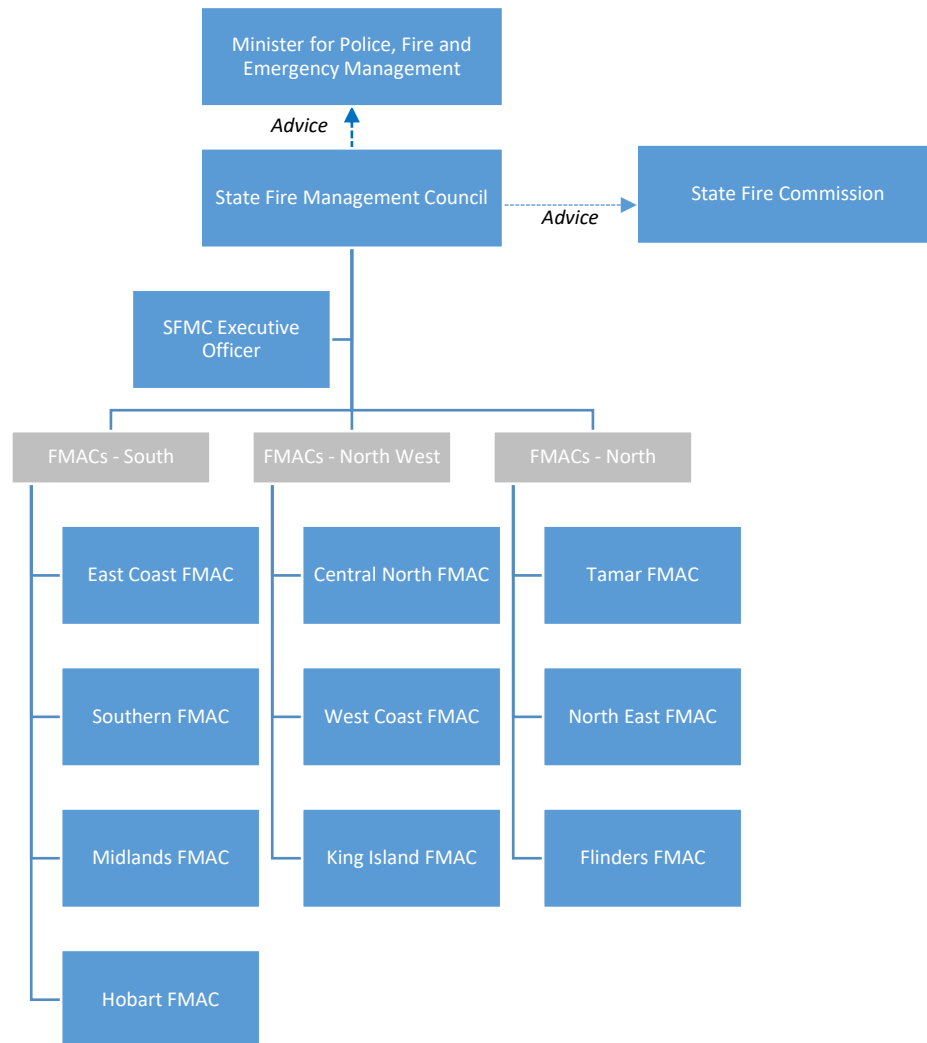 Minister for Police, Fire and
Emergency Management
Advice
State Fire Management Council
Advice
State Fire Commission
SFMC Executive
Officer
FMACs - South
FMACs - North West
FMACs - North
East Coast FMAC
Central North FMAC
Tamar FMAC
Southern FMAC
West Coast FMAC
North East FMAC
Midlands FMAC
King Island FMAC
Flinders FMAC
Hobart FMAC